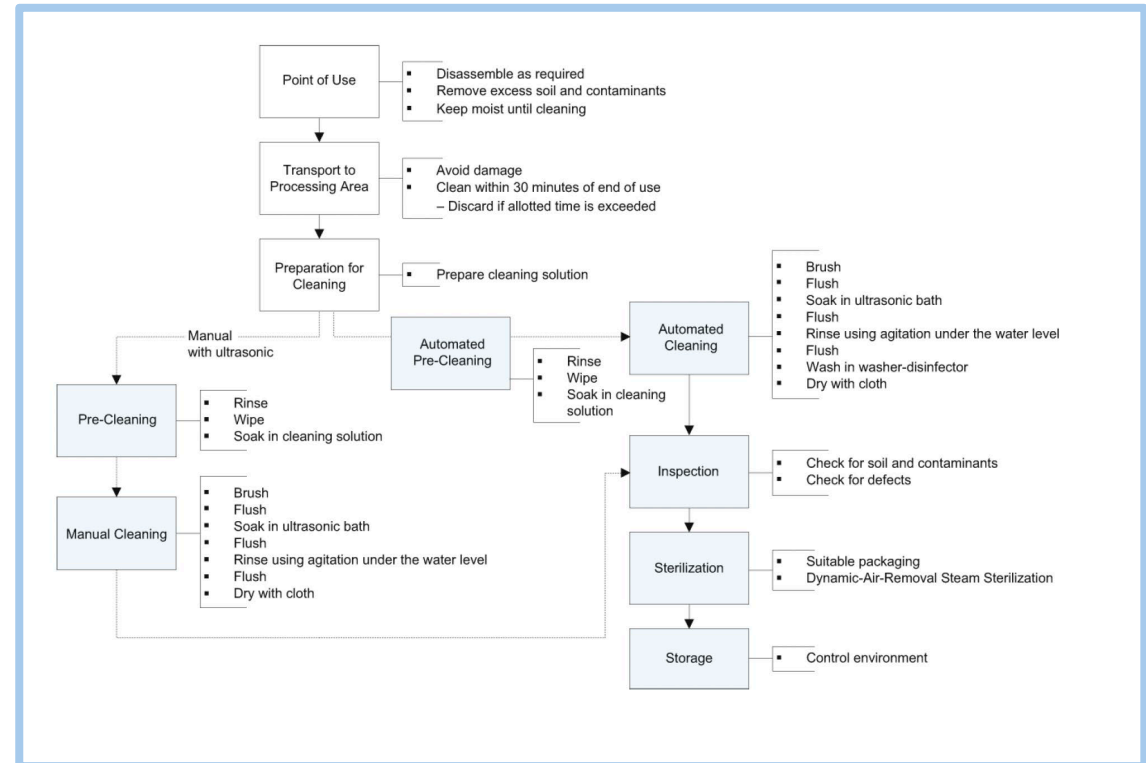 Point of Use
▪ Disassemble as required
▪ Remove excess soil and contaminants
▪ Keep moist until cleaning
Transport to
Processing Area
▪ Avoid damage
▪ Clean within 30 minutes of end of use
– Discard if allotted time is exceeded
Preparation for
Cleaning
▪ Prepare cleaning solution
Manual
with ultrasonic
Pre-Cleaning
▪ Rinse
▪ Wipe
▪ Soak in cleaning solution
Manual Cleaning
▪ Brush
▪ Flush
▪ Soak in ultrasonic bath
▪ Flush
▪ Rinse using agitation under the water level
▪ Flush
▪ Dry with cloth
Automated
Pre-Cleaning
▪ Rinse
▪ Wipe
▪ Soak in cleaning
solution
Automated
Cleaning
▪ Brush
▪ Flush
▪ Soak in ultrasonic bath
▪ Flush
▪ Rinse using agitation under the water level
▪ Flush
▪ Wash in washer-disinfector
▪ Dry with cloth
Inspection
▪ Check for soil and contaminants
▪ Check for defects
Sterilization
▪ Suitable packaging
▪ Dynamic-Air-Removal Steam Sterilization
Storage
▪ Control environment